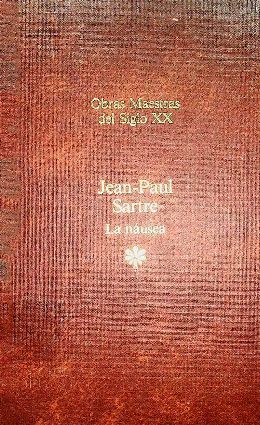 Obras Maestras
del Siglo XX
Jean-Paul
Sartre
La náusea